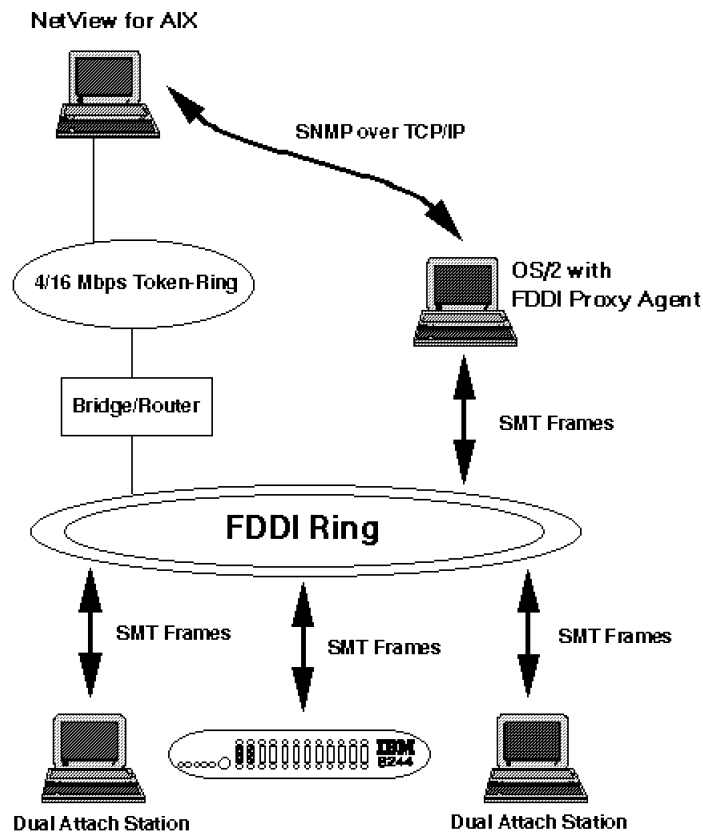 NetView for AIX
SNMP over TCP/IP
4/16 Mbps Token-Ring
OS/2 with
FDDI Proxy Agent
Bridge/Router
SMT Frames
FDDI Ring
SMT Frames
SMT Frames
SMT Frames
IBM
8244
Dual Attach Station
Dual Attach Station